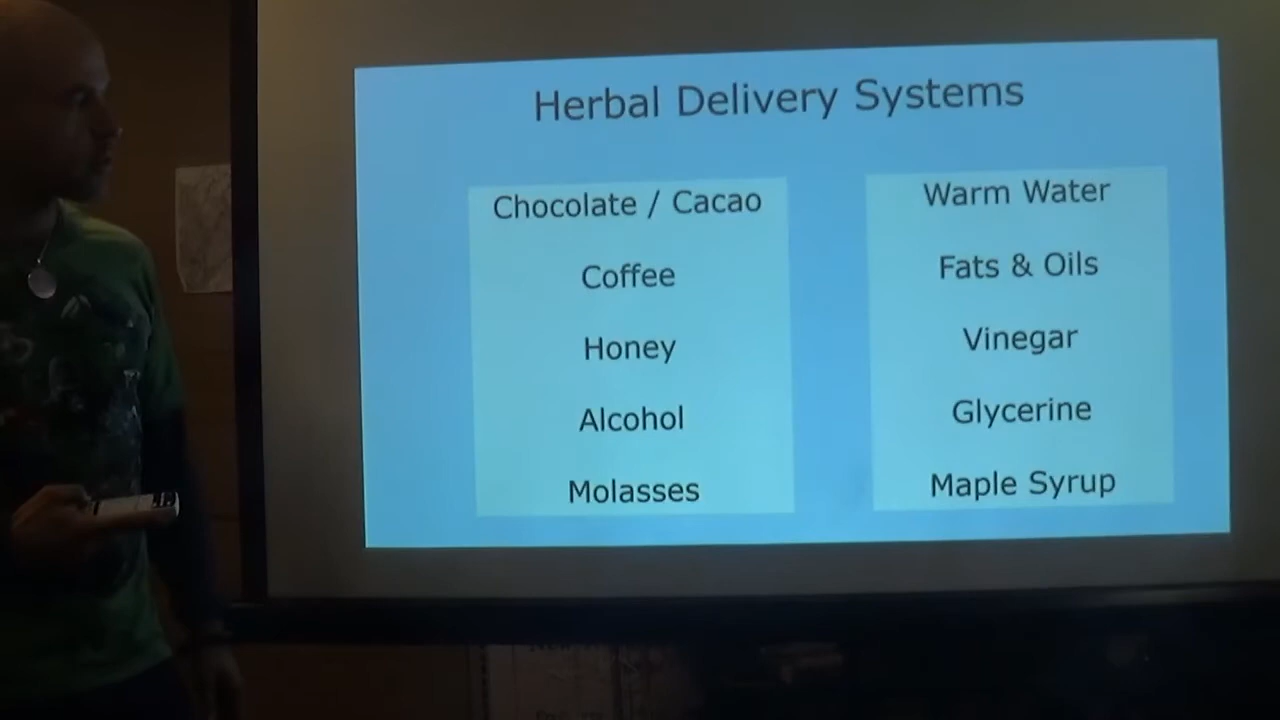 Herbal Delivery Systems
Chocolate / Cacao
Coffee
Honey
Alcohol
Molasses
Warm Water
Fats & Oils
Vinegar
Glycerine
Maple Syrup